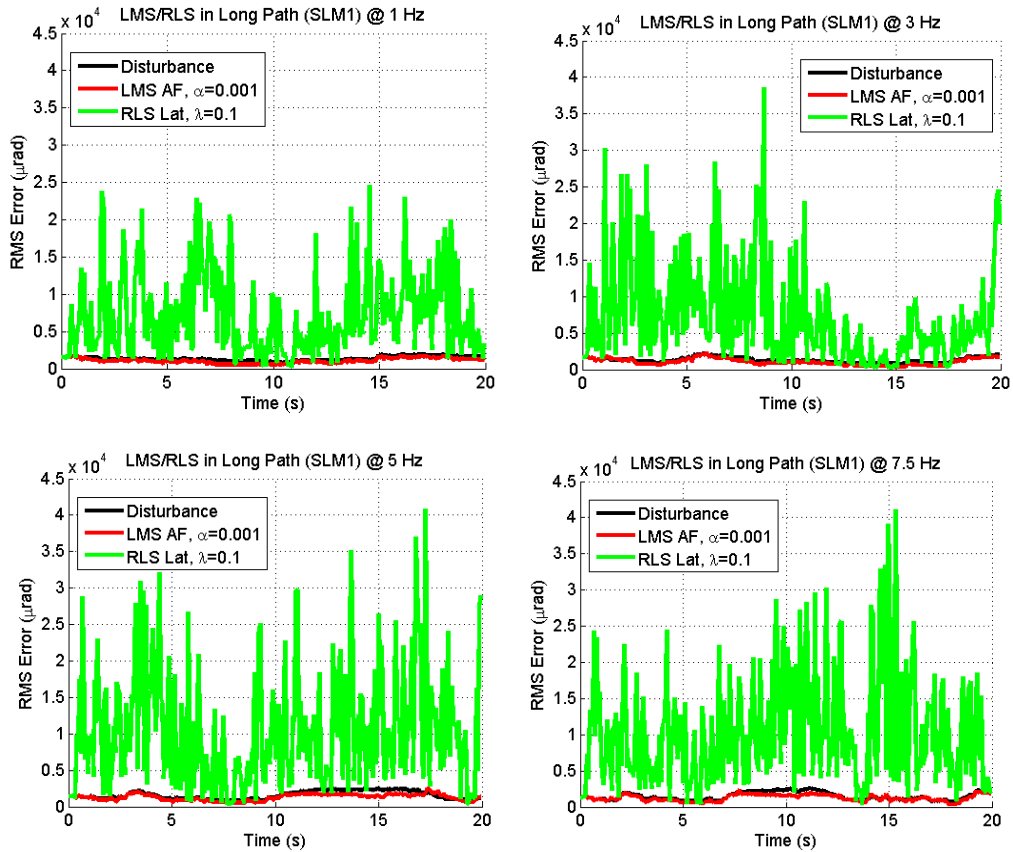 x 10⁴
LMS/RLS in Long Path (SLM1) @ 1 Hz
4.5
4
3.5
3
2.5
2
1.5
1
0.5
0
RMS Error (μrad)
Disturbance
LMS AF, α=0.001
RLS Lat, λ=0.1
0
5
10
15
20
Time (s)
x 10⁴
LMS/RLS in Long Path (SLM1) @ 3 Hz
4.5
4
3.5
3
2.5
2
1.5
1
0.5
0
RMS Error (μrad)
Disturbance
LMS AF, α=0.001
RLS Lat, λ=0.1
0
5
10
15
20
Time (s)
x 10⁴
LMS/RLS in Long Path (SLM1) @ 5 Hz
4.5
4
3.5
3
2.5
2
1.5
1
0.5
0
RMS Error (μrad)
Disturbance
LMS AF, α=0.001
RLS Lat, λ=0.1
0
5
10
15
20
Time (s)
x 10⁴
LMS/RLS in Long Path (SLM1) @ 7.5 Hz
4.5
4
3.5
3
2.5
2
1.5
1
0.5
0
RMS Error (μrad)
Disturbance
LMS AF, α=0.001
RLS Lat, λ=0.1
0
5
10
15
20
Time (s)